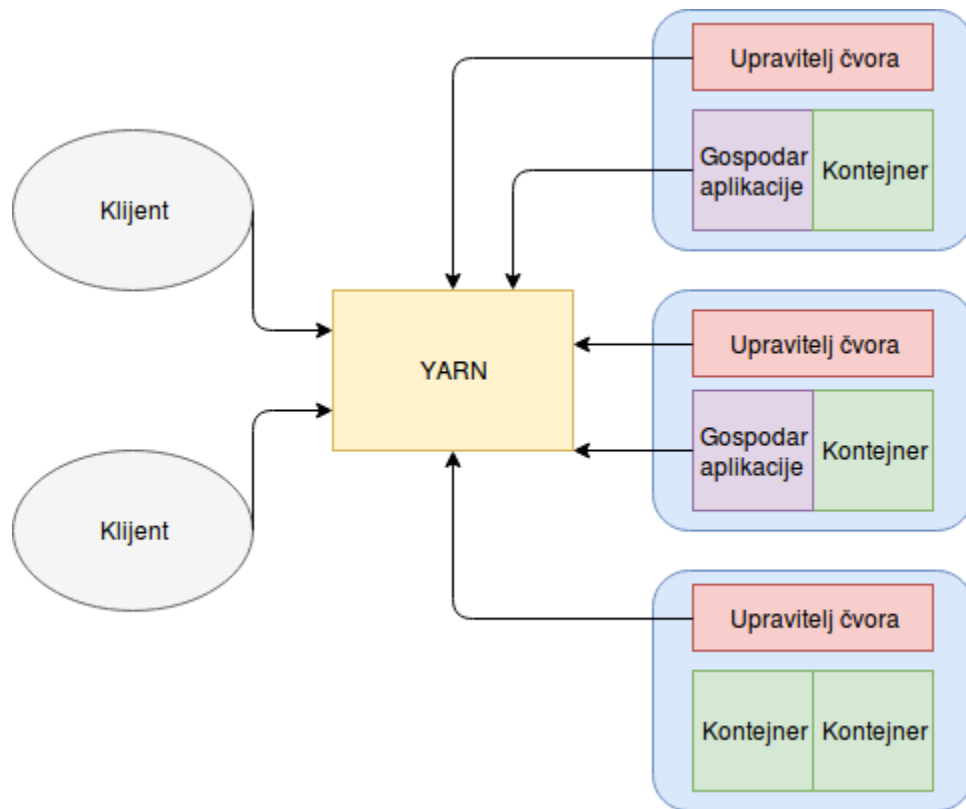 Upravitelj čvora
Gospodar
aplikacije
Kontejner
Klijent
Upravitelj čvora
YARN
Gospodar
aplikacije
Kontejner
Klijent
Upravitelj čvora
Kontejner
Kontejner